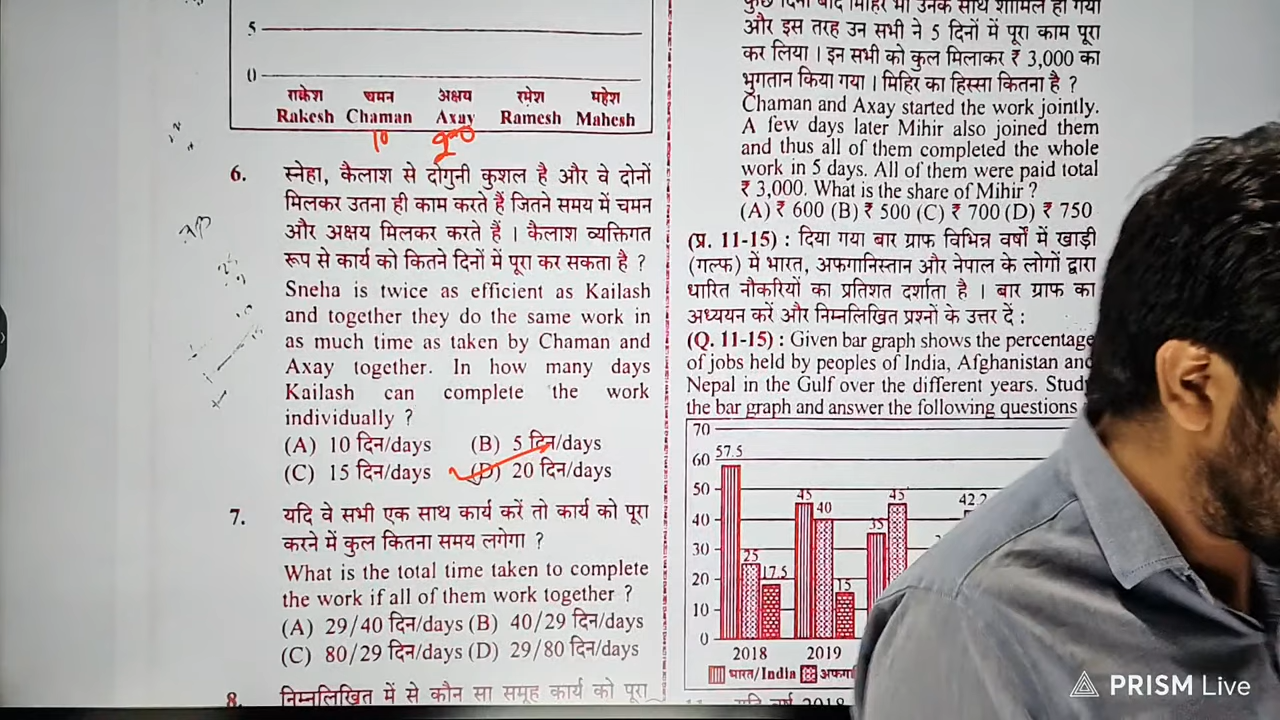 5
0
राकेश चमन अक्षय रमेश महेश
Rakesh Chaman Axay Ramesh Mahesh
10 20
6. स्नेहा, कैलाश से दोगुनी कुशल है और वे दोनों
मिलकर उतना ही काम करते हैं जितने समय में चमन
और अक्षय मिलकर करते हैं । कैलाश व्यक्तिगत
रूप से कार्य को कितने दिनों में पूरा कर सकता है ?
Sneha is twice as efficient as Kailash
and together they do the same work in
as much time as taken by Chaman and
Axay together. In how many days
Kailash can complete the work
individually ?
(A) 10 दिन/days (B) 5 दिन/days
(C) 15 दिन/days (D) 20 दिन/days
7. यदि वे सभी एक साथ कार्य करें तो कार्य को पूरा
करने में कुल कितना समय लगेगा ?
What is the total time taken to complete
the work if all of them work together ?
(A) 29/40 दिन/days (B) 40/29 दिन/days
(C) 80/29 दिन/days (D) 29/80 दिन/days
8. निम्नलिखित में से कौन सा समूह कार्य को पूरा
कुछ दिनों बाद मिहिर भी उनके साथ शामिल हो गया
और इस तरह उन सभी ने 5 दिनों में पूरा काम पूरा
कर लिया । इन सभी को कुल मिलाकर ₹ 3,000 का
भुगतान किया गया । मिहिर का हिस्सा कितना है ?
Chaman and Axay started the work jointly.
A few days later Mihir also joined them
and thus all of them completed the whole
work in 5 days. All of them were paid total
₹ 3,000. What is the share of Mihir ?
(A) ₹ 600 (B) ₹ 500 (C) ₹ 700 (D) ₹ 750
(प्र. 11-15) : दिया गया बार ग्राफ विभिन्न वर्षों में खाड़ी
(गल्फ) में भारत, अफगानिस्तान और नेपाल के लोगों द्वारा
धारित नौकरियों का प्रतिशत दर्शाता है । बार ग्राफ का
अध्ययन करें और निम्नलिखित प्रश्नों के उत्तर दें :
(Q. 11-15) : Given bar graph shows the percentage
of jobs held by peoples of India, Afghanistan and
Nepal in the Gulf over the different years. Study
the bar graph and answer the following questions
70
60
50
40
30
20
10
0
57.5 25 17.5
45 40 15
35 45
42.2
2018 2019
भारत/India
PRISM Live